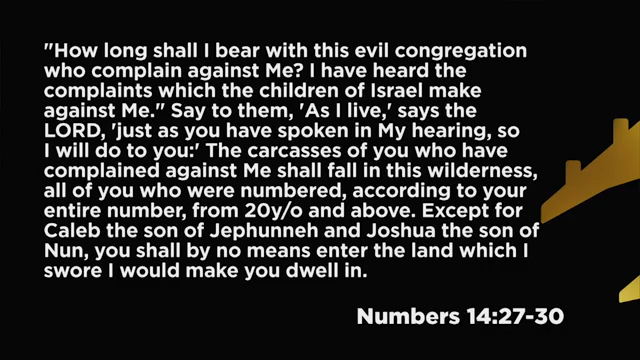 "How long shall I bear with this evil congregation
who complain against Me? I have heard the
complaints which the children of Israel make
against Me." Say to them, 'As I live,' says the
LORD, 'just as you have spoken in My hearing, so
I will do to you:' The carcasses of you who have
complained against Me shall fall in this wilderness,
all of you who were numbered, according to your
entire number, from 20y/o and above. Except for
Caleb the son of Jephunneh and Joshua the son of
Nun, you shall by no means enter the land which I
swore I would make you dwell in.
Numbers 14:27-30